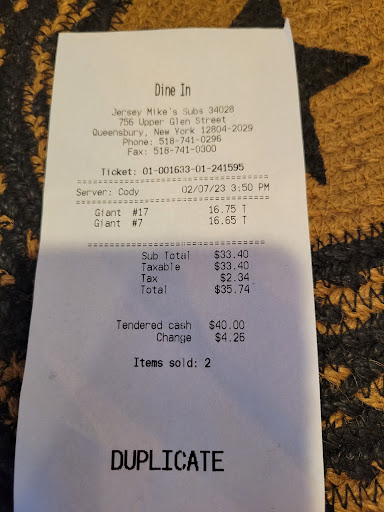 Dine In
Jersey Mike's Subs 34028
756 Upper Glen Street
Queensbury, New York 12804-2029
Phone: 518-741-0296
Fax: 518-741-0300
Ticket: 01-001633-01-241595
==============================
Server: Cody 02/07/23 3:50 PM
==============================
Giant #17 16.75 T
Giant #7 16.65 T
==============================
Sub Total $33.40
Taxable $33.40
Tax $2.34
Total $35.74
Tendered cash $40.00
Change $4.26
Items sold: 2
DUPLICATE